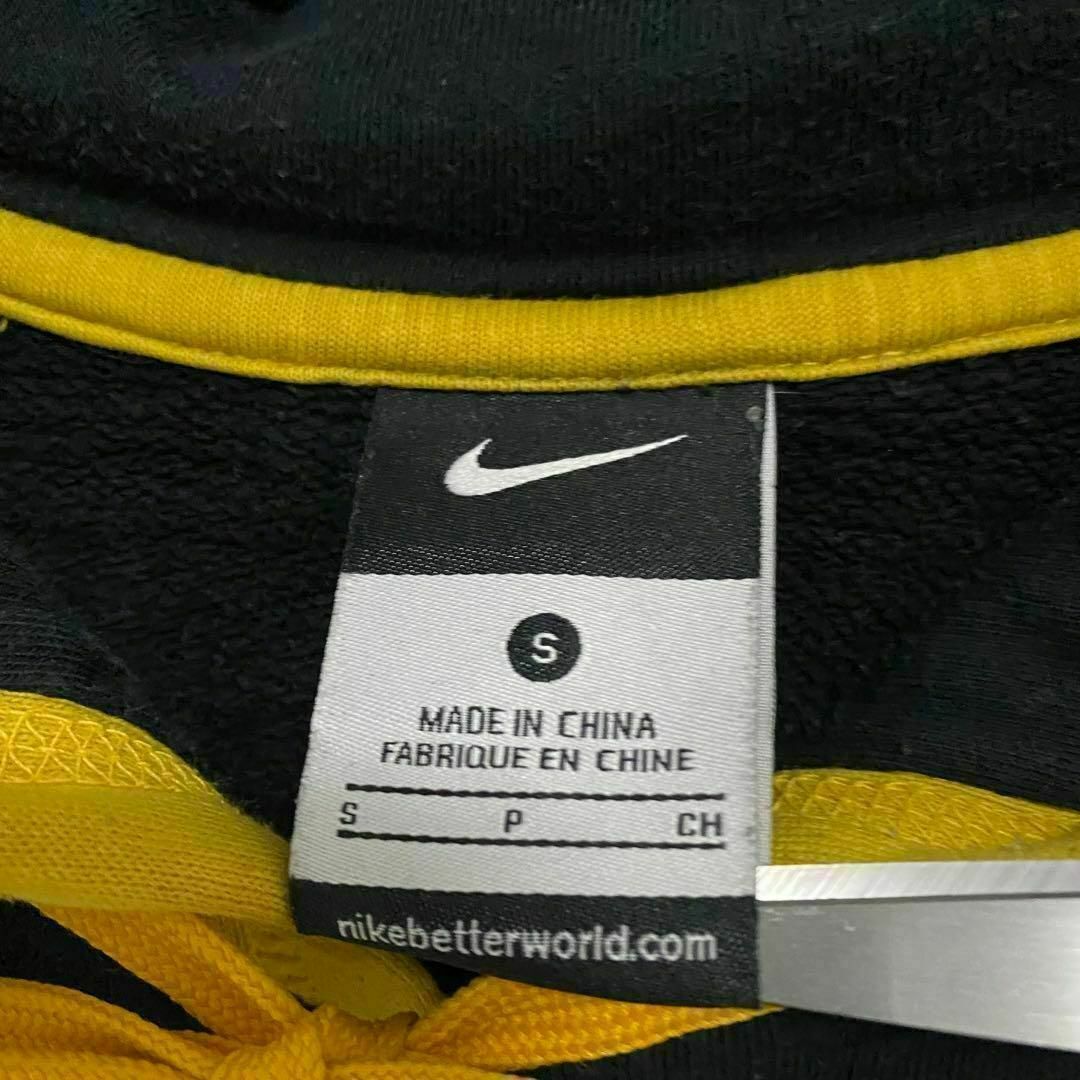 S
MADE IN CHINA
FABRIQUE EN CHINE
S P CH
nikebetterworld.com